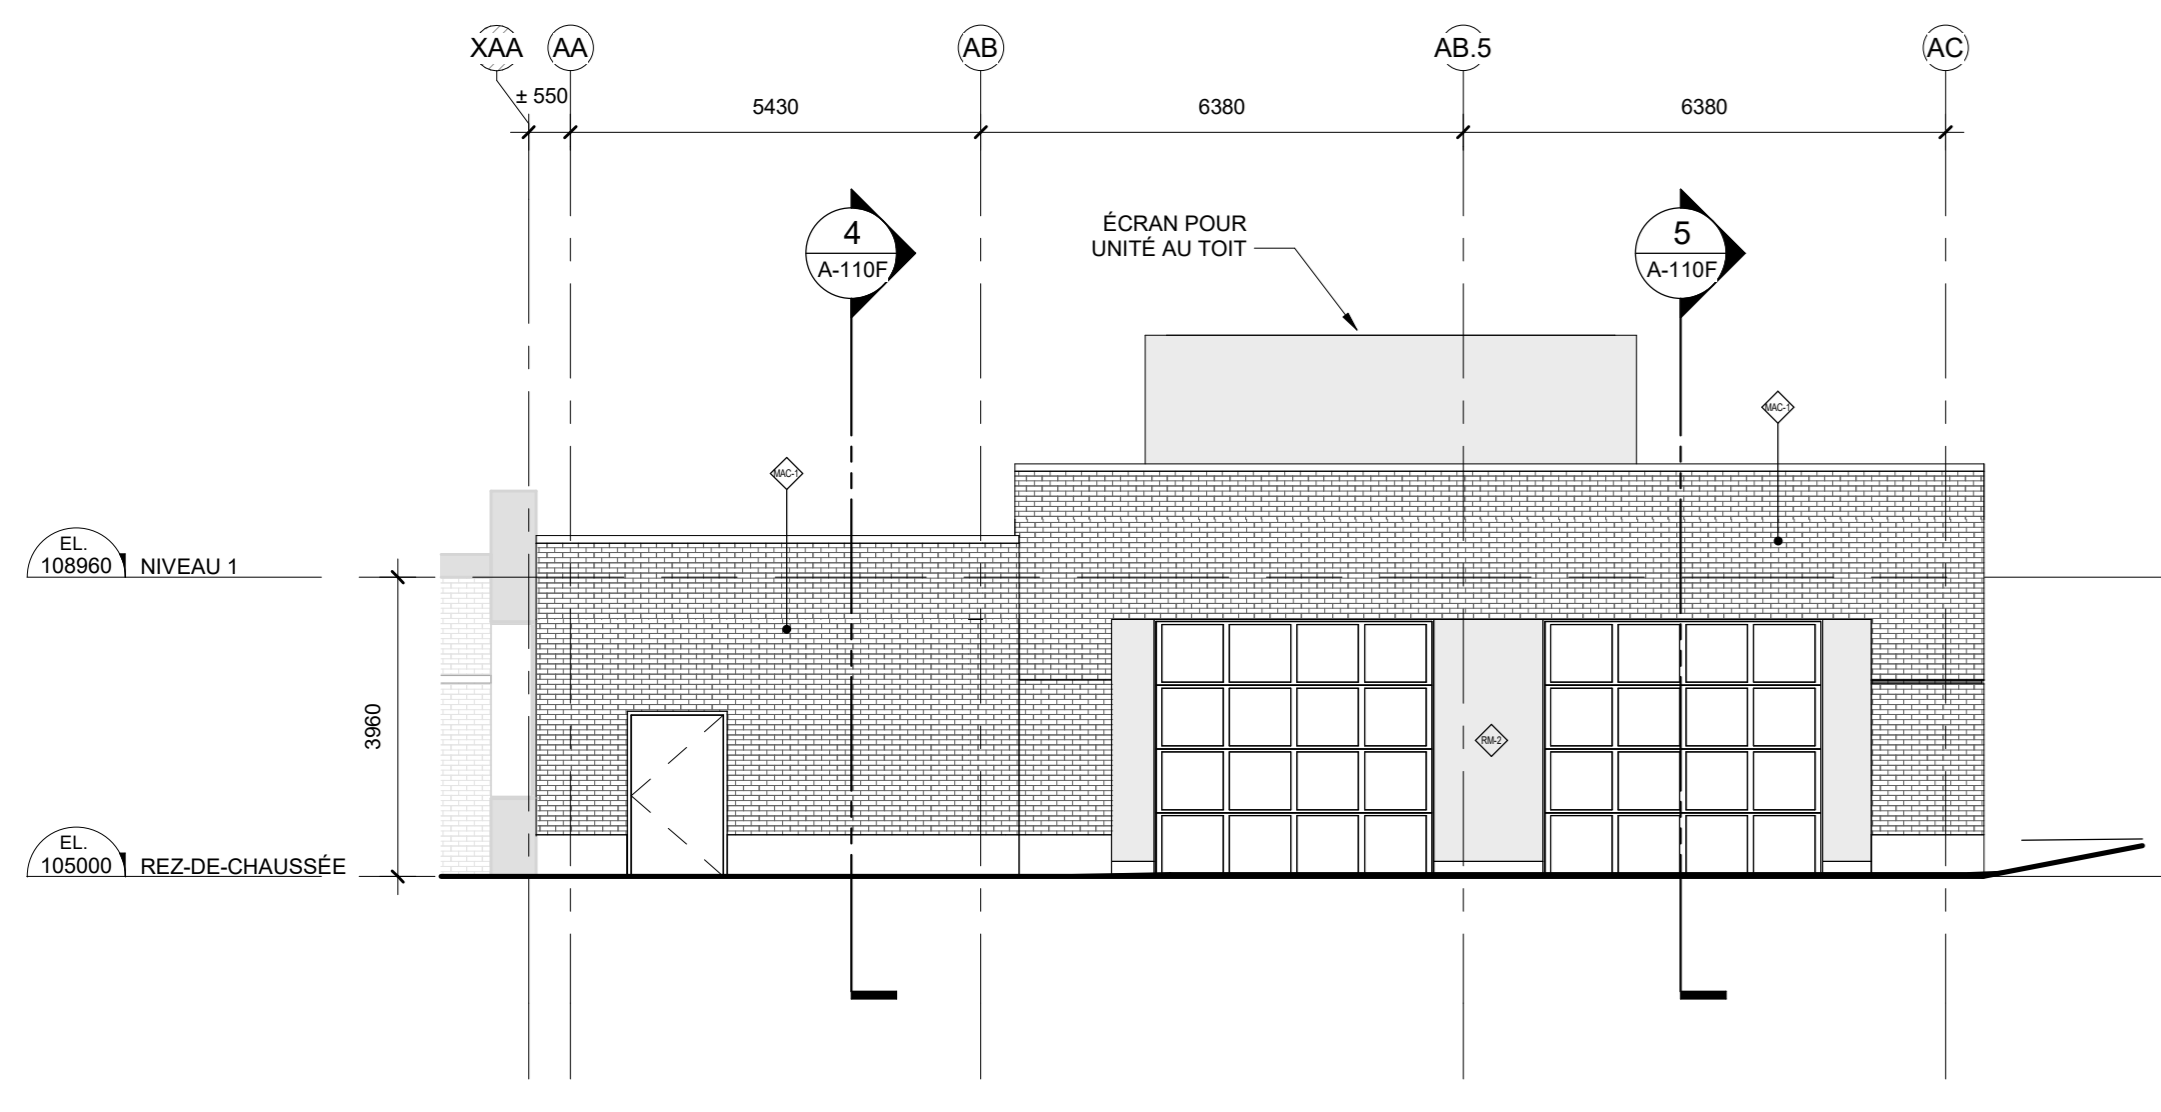 XAA AA AB AB.5 AC
± 550 5430 6380 6380
4
A-110F
5
A-110F
ÉCRAN POUR
UNITÉ AU TOIT
MAC-1
MAC-1
EL.
108960 NIVEAU 1
3960
RM-2
EL.
105000 REZ-DE-CHAUSSÉE